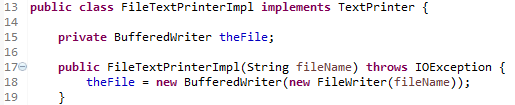 13 public class FileTextPrinterImpl implements TextPrinter {
14
15     private BufferedWriter theFile;
16
17     public FileTextPrinterImpl(String fileName) throws IOException {
18         theFile = new BufferedWriter(new FileWriter(fileName));
19     }